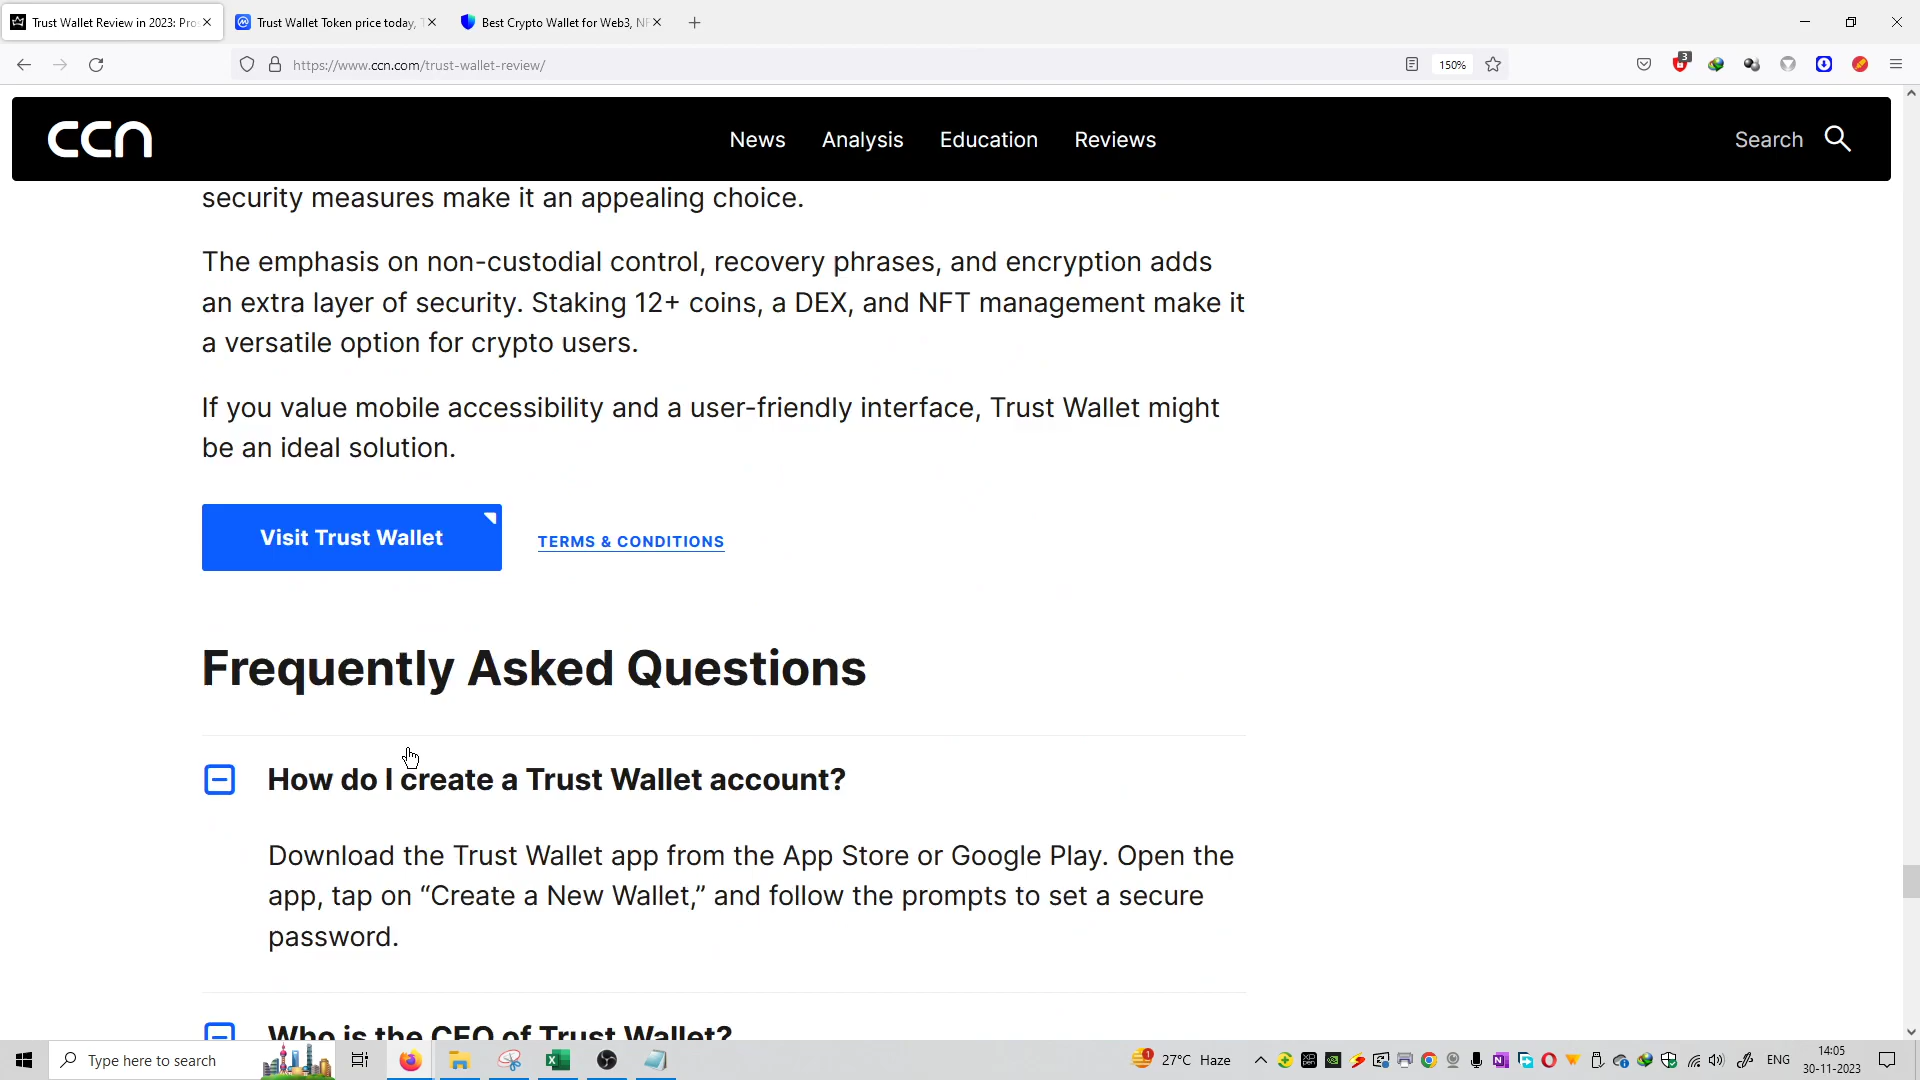 Trust Wallet Review in 2023: Pro
Trust Wallet Token price today,
Best Crypto Wallet for Web3, NF
https://www.ccn.com/trust-wallet-review/
150%
3
ccn
News
Analysis
Education
Reviews
Search
security measures make it an appealing choice.
The emphasis on non-custodial control, recovery phrases, and encryption adds
an extra layer of security. Staking 12+ coins, a DEX, and NFT management make it
a versatile option for crypto users.
If you value mobile accessibility and a user-friendly interface, Trust Wallet might
be an ideal solution.
Visit Trust Wallet
TERMS & CONDITIONS
Frequently Asked Questions
How do I create a Trust Wallet account?
Download the Trust Wallet app from the App Store or Google Play. Open the
app, tap on “Create a New Wallet,” and follow the prompts to set a secure
password.
Who is the CEO of Trust Wallet?
Type here to search
27°C Haze
ENG
14:05
30-11-2023